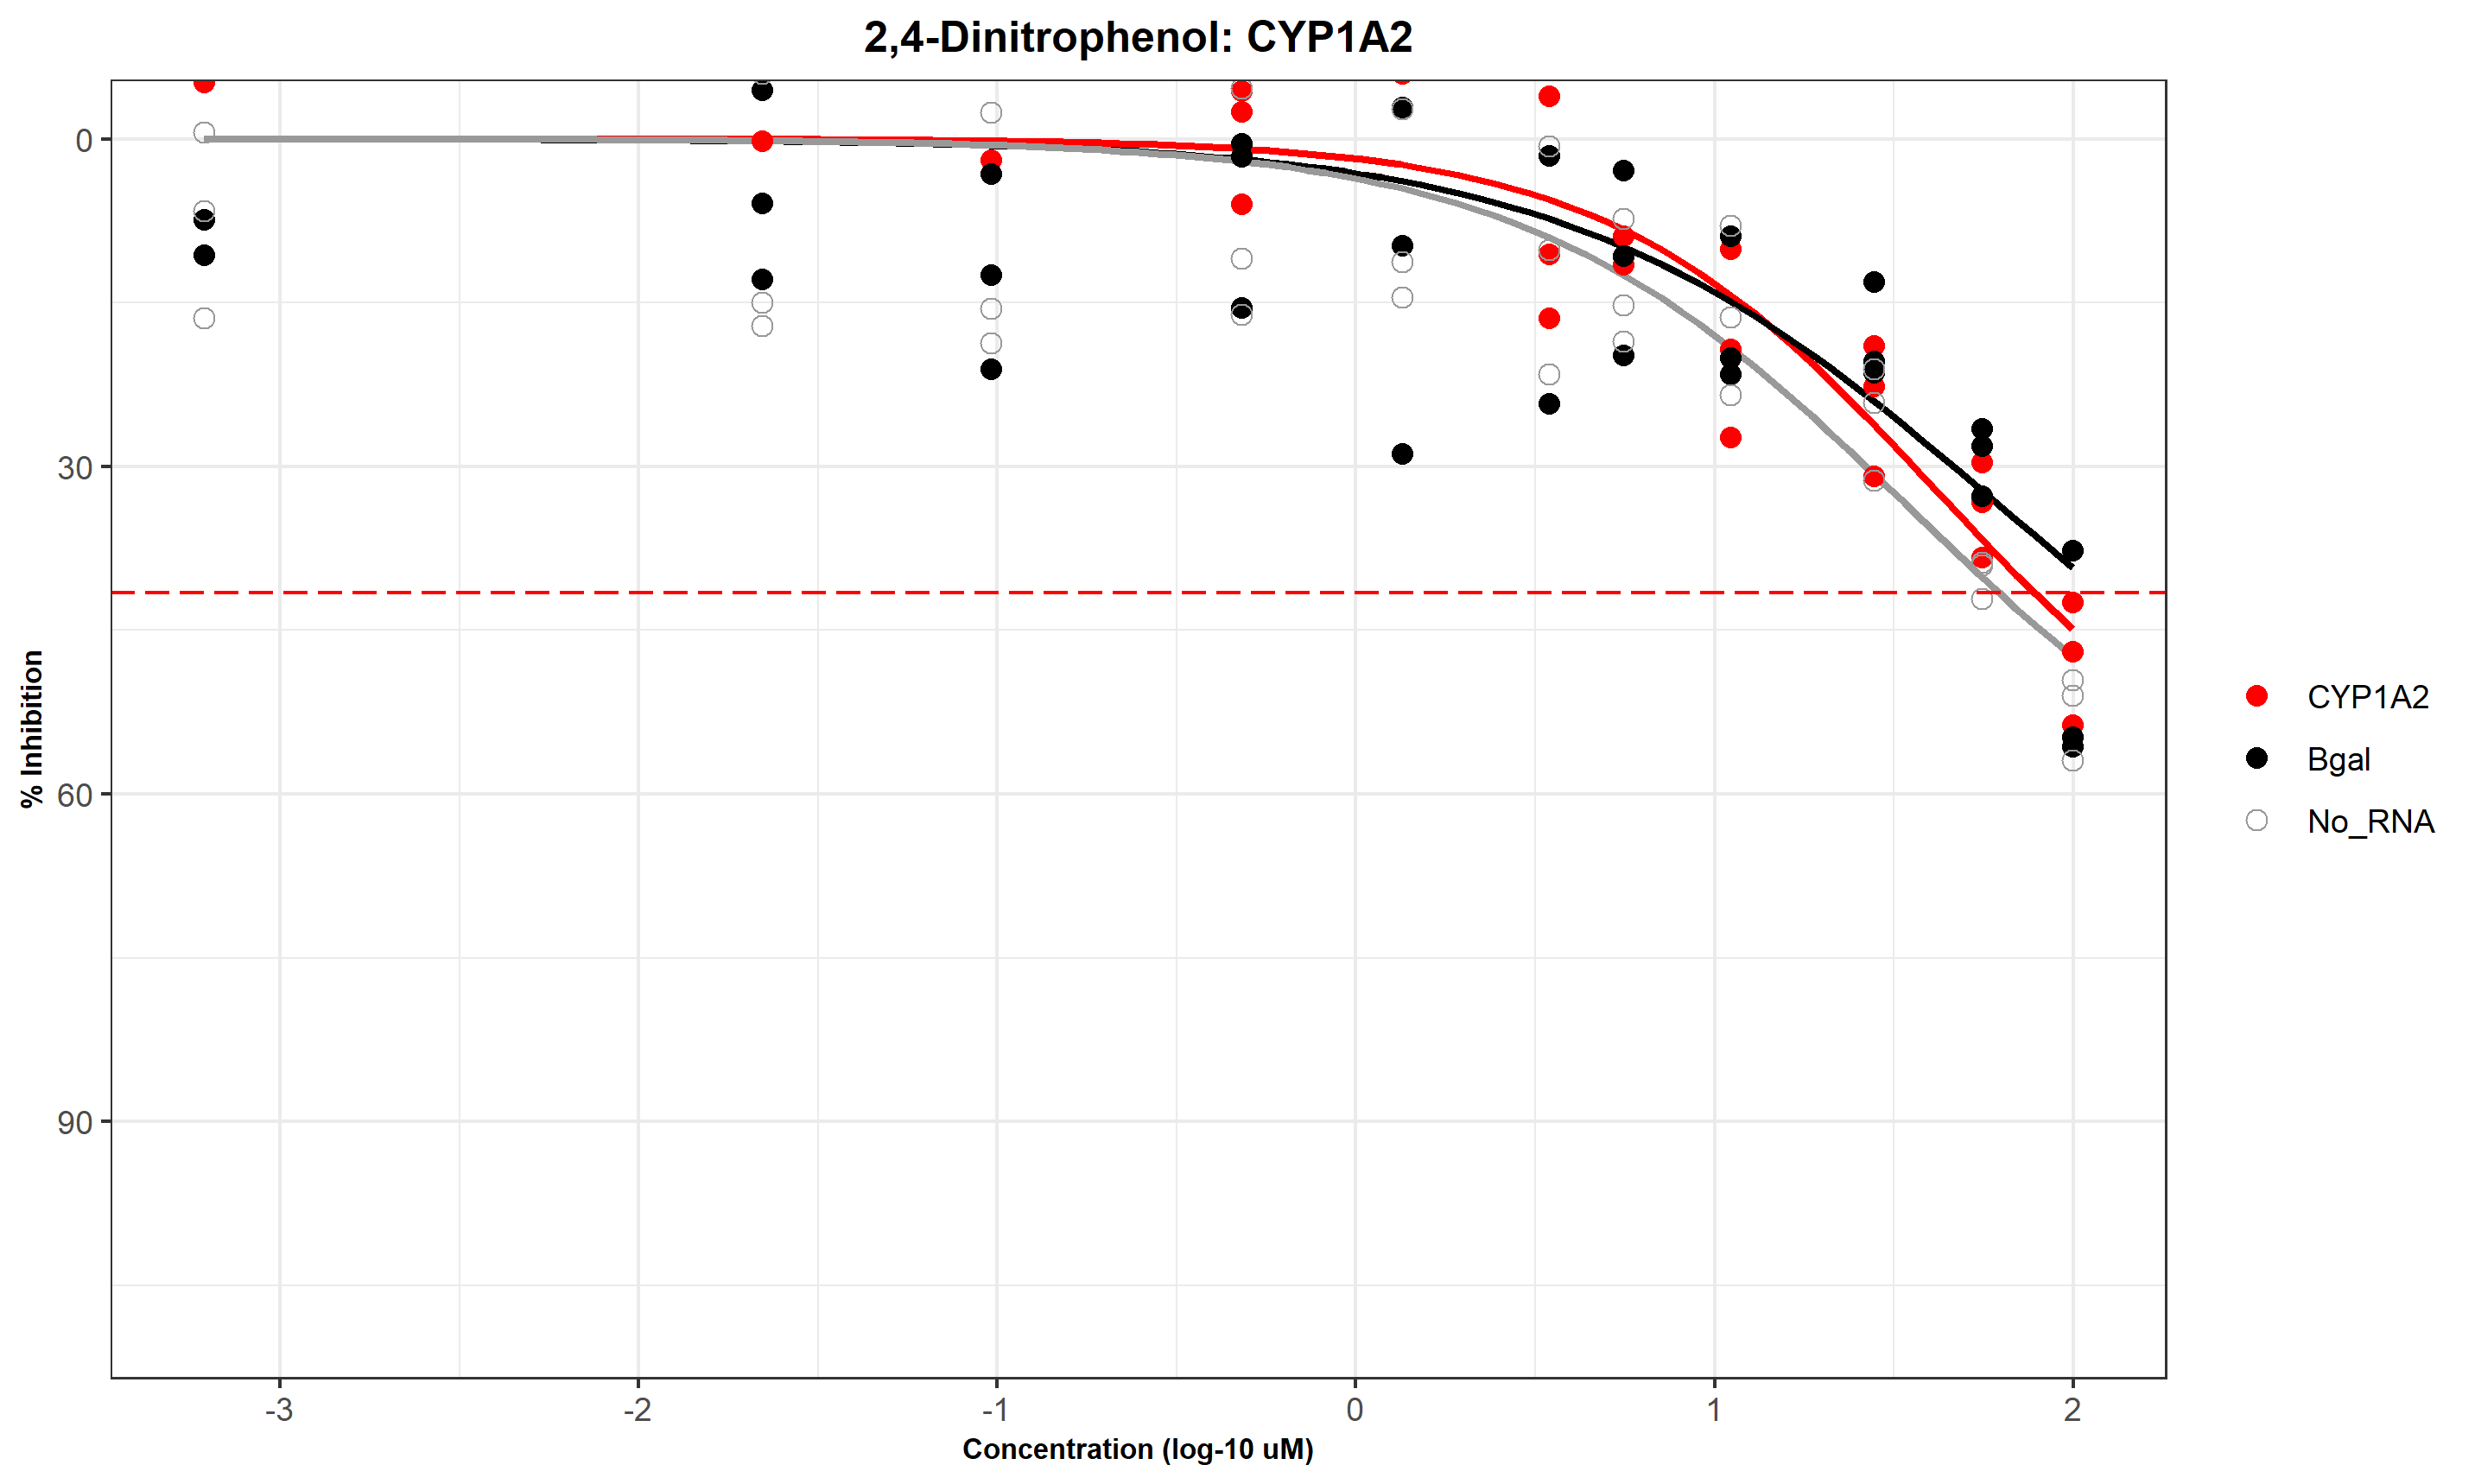 2,4-Dinitrophenol: CYP1A2
% Inhibition
0
30
60
90
-3
-2
-1
0
1
2
Concentration (log-10 uM)
CYP1A2
Bgal
No_RNA